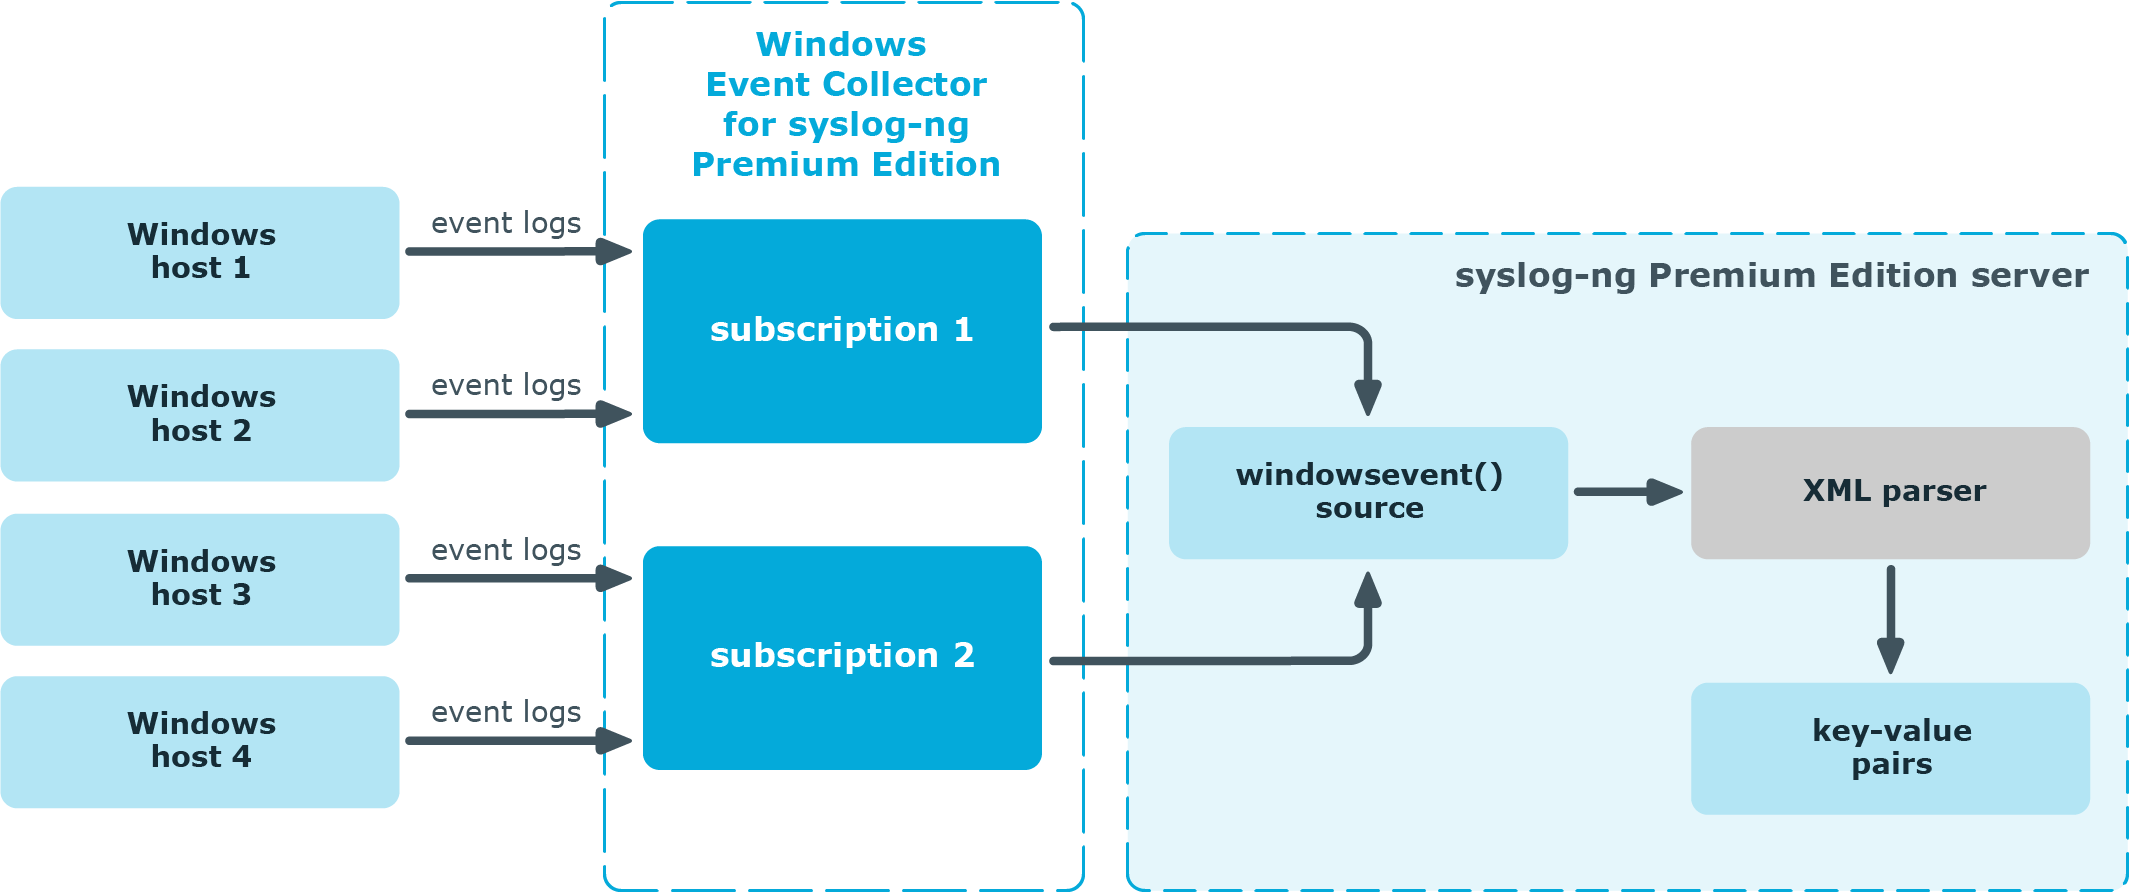 Windows
Event Collector
for syslog-ng
Premium Edition
Windows
host 1
event logs
Windows
host 2
event logs
Windows
host 3
event logs
Windows
host 4
event logs
subscription 1
subscription 2
syslog-ng Premium Edition server
windowsevent()
source
XML parser
key-value
pairs